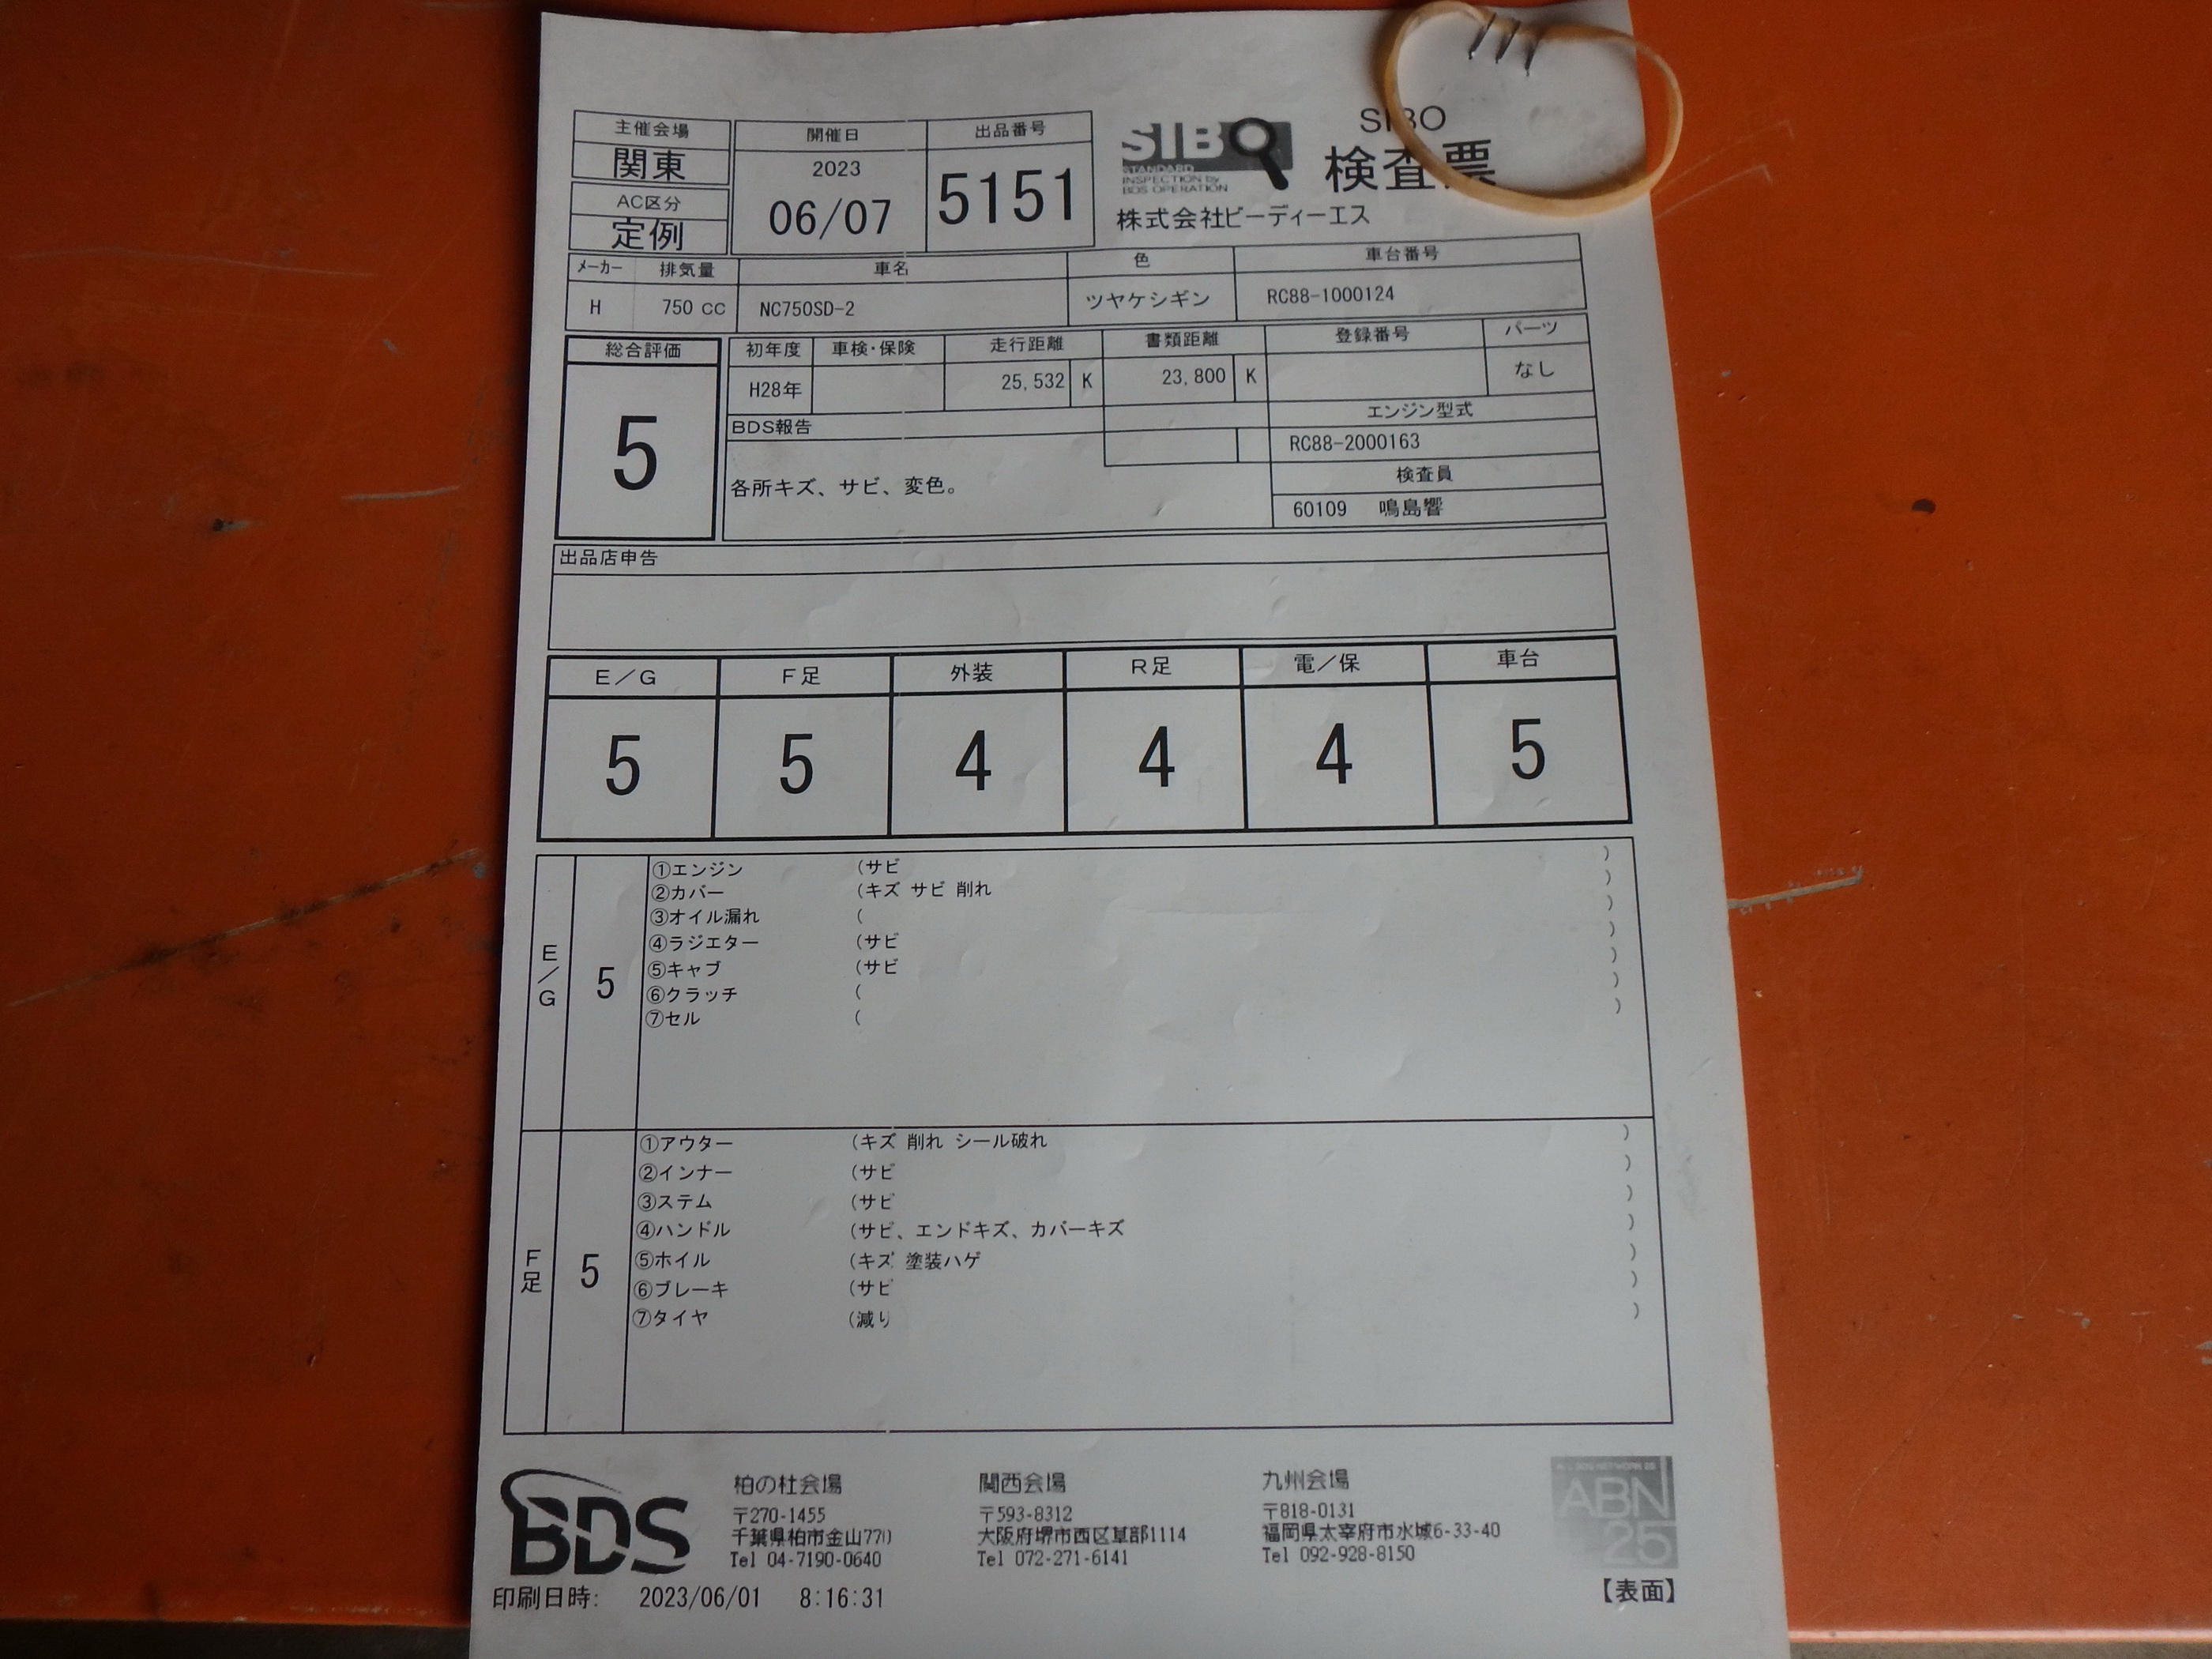 主催会場
関東
AC区分
定例
開催日
2023
06/07
出品番号
5151
SIBO
STANDARD
INSPECTION by
BDS OPERATION
SIBO
検査票
株式会社ビーディーエス
メーカー 排気量 車名 色 車台番号
H 750 CC NC750SD-2 ツヤケシギン RC88-1000124
総合評価
5
初年度 車検・保険 走行距離 書類距離 登録番号 パーツ
H28年 25,532 K 23,800 K なし
BDS報告
各所キズ、サビ、変色。
エンジン型式
RC88-2000163
検査員
60109 鳴島響
出品店申告
E/G F足 外装 R足 電/保 車台
5 5 4 4 4 5
E/G
5
①エンジン (サビ )
②カバー (キズ サビ 削れ )
③オイル漏れ ( )
④ラジエター (サビ )
⑤キャブ (サビ )
⑥クラッチ ( )
⑦セル ( )
F足
5
①アウター (キズ 削れ シール破れ )
②インナー (サビ )
③ステム (サビ )
④ハンドル (サビ、エンドキズ、カバーキズ )
⑤ホイル (キズ 塗装ハゲ )
⑥ブレーキ (サビ )
⑦タイヤ (減り )
BDS
柏の杜会場
〒270-1455
千葉県柏市金山770
Tel 04-7190-0640
関西会場
〒593-8312
大阪府堺市西区草部1114
Tel 072-271-6141
九州会場
〒818-0131
福岡県太宰府市水城6-33-40
Tel 092-928-8150
ABN
25
印刷日時: 2023/06/01 8:16:31
【表面】